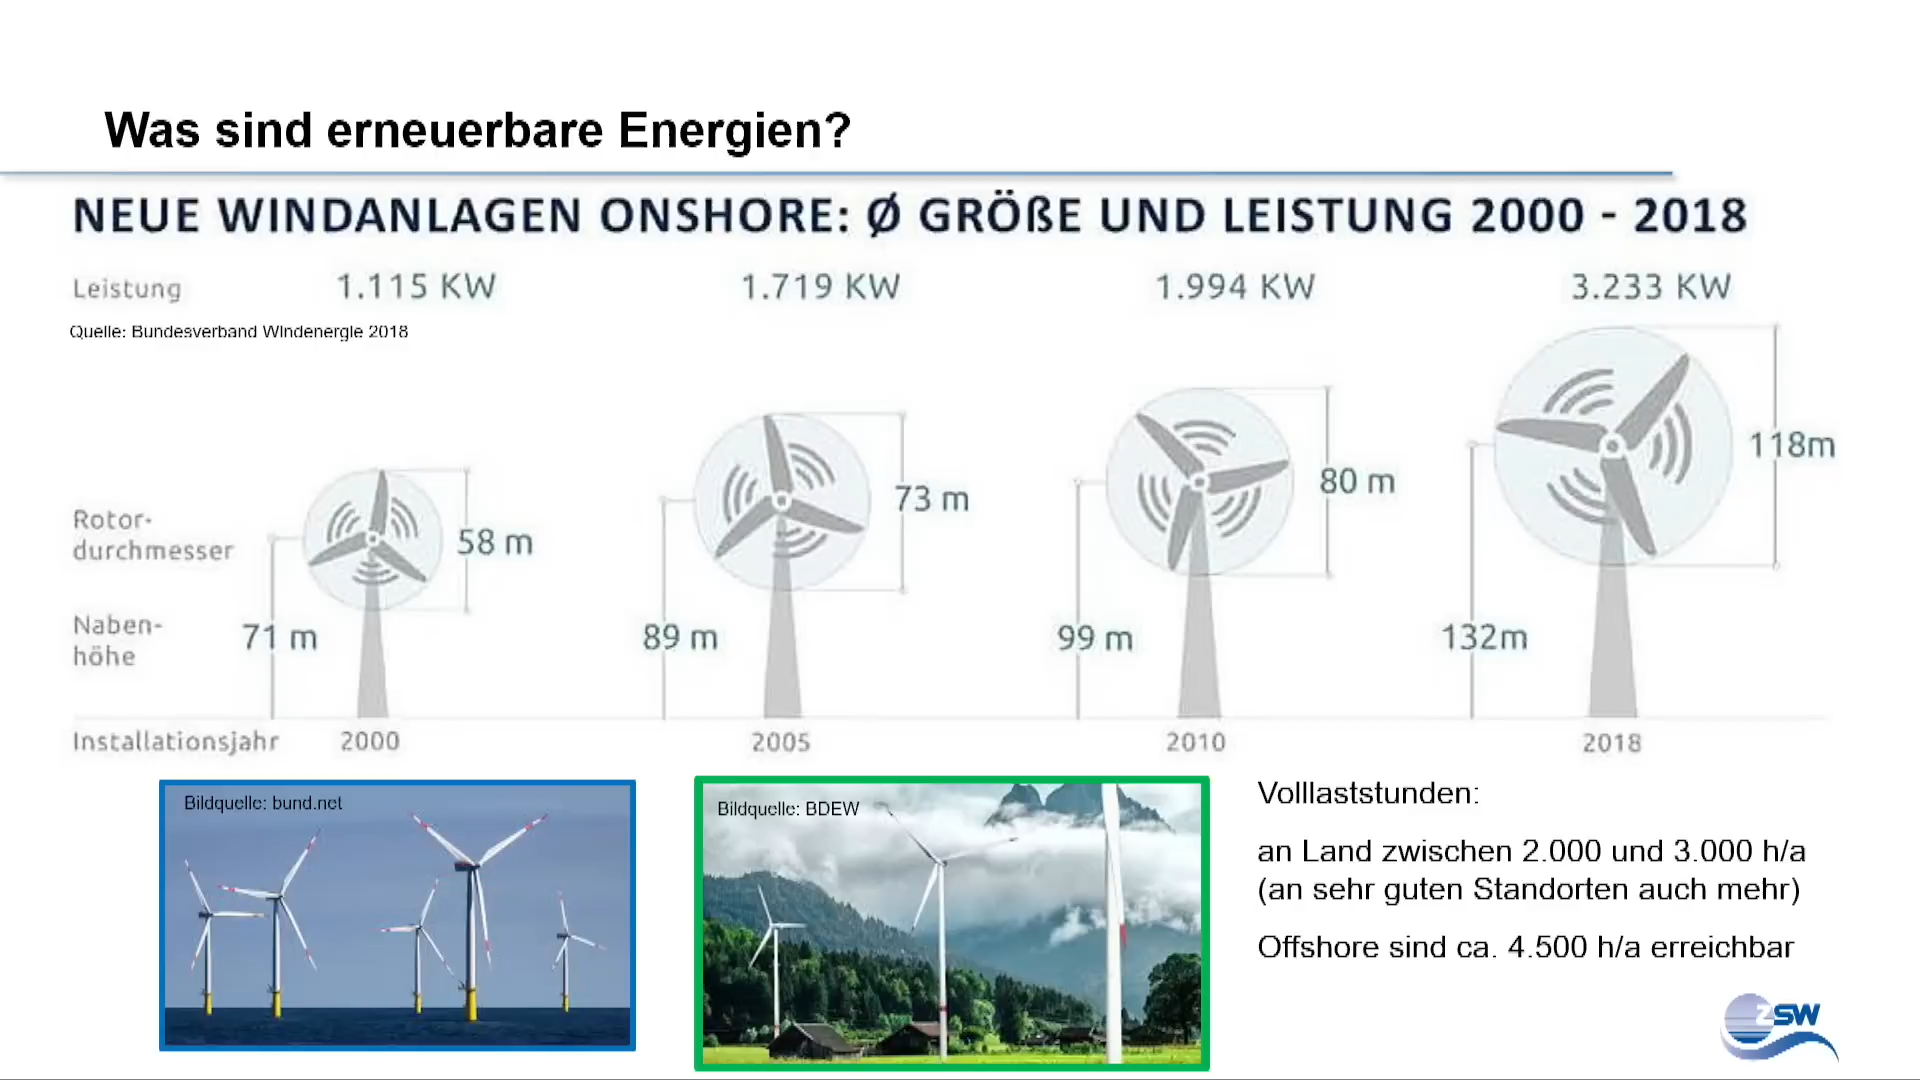 Was sind erneuerbare Energien?
NEUE WINDANLAGEN ONSHORE: Ø GRÖßE UND LEISTUNG 2000 - 2018
Leistung 1.115 KW 1.719 KW 1.994 KW 3.233 KW
Quelle: Bundesverband Windenergie 2018
Rotor-
durchmesser
58 m 73 m 80 m 118m
Naben-
höhe
71 m 89 m 99 m 132m
Installationsjahr 2000 2005 2010 2018
Bildquelle: bund.net
Bildquelle: BDEW
Volllaststunden:
an Land zwischen 2.000 und 3.000 h/a
(an sehr guten Standorten auch mehr)
Offshore sind ca. 4.500 h/a erreichbar
ZSW